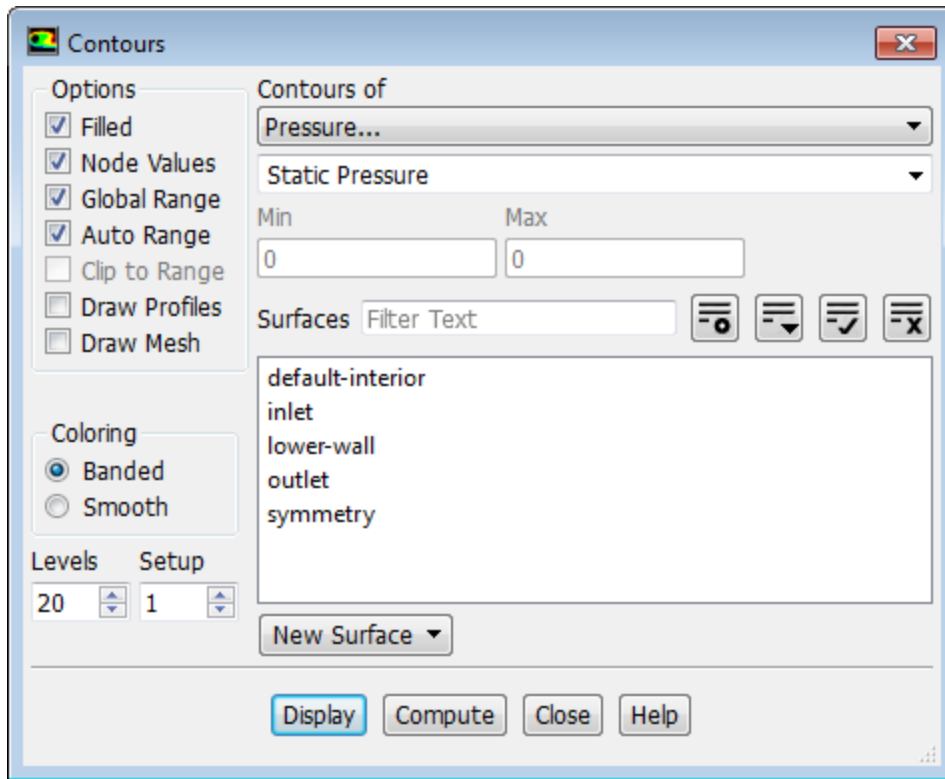 Contours
Options
Filled
Node Values
Global Range
Auto Range
Clip to Range
Draw Profiles
Draw Mesh
Coloring
Banded
Smooth
Levels Setup
20 1
Contours of
Pressure...
Static Pressure
Min Max
0 0
Surfaces Filter Text
default-interior
inlet
lower-wall
outlet
symmetry
New Surface
Display Compute Close Help